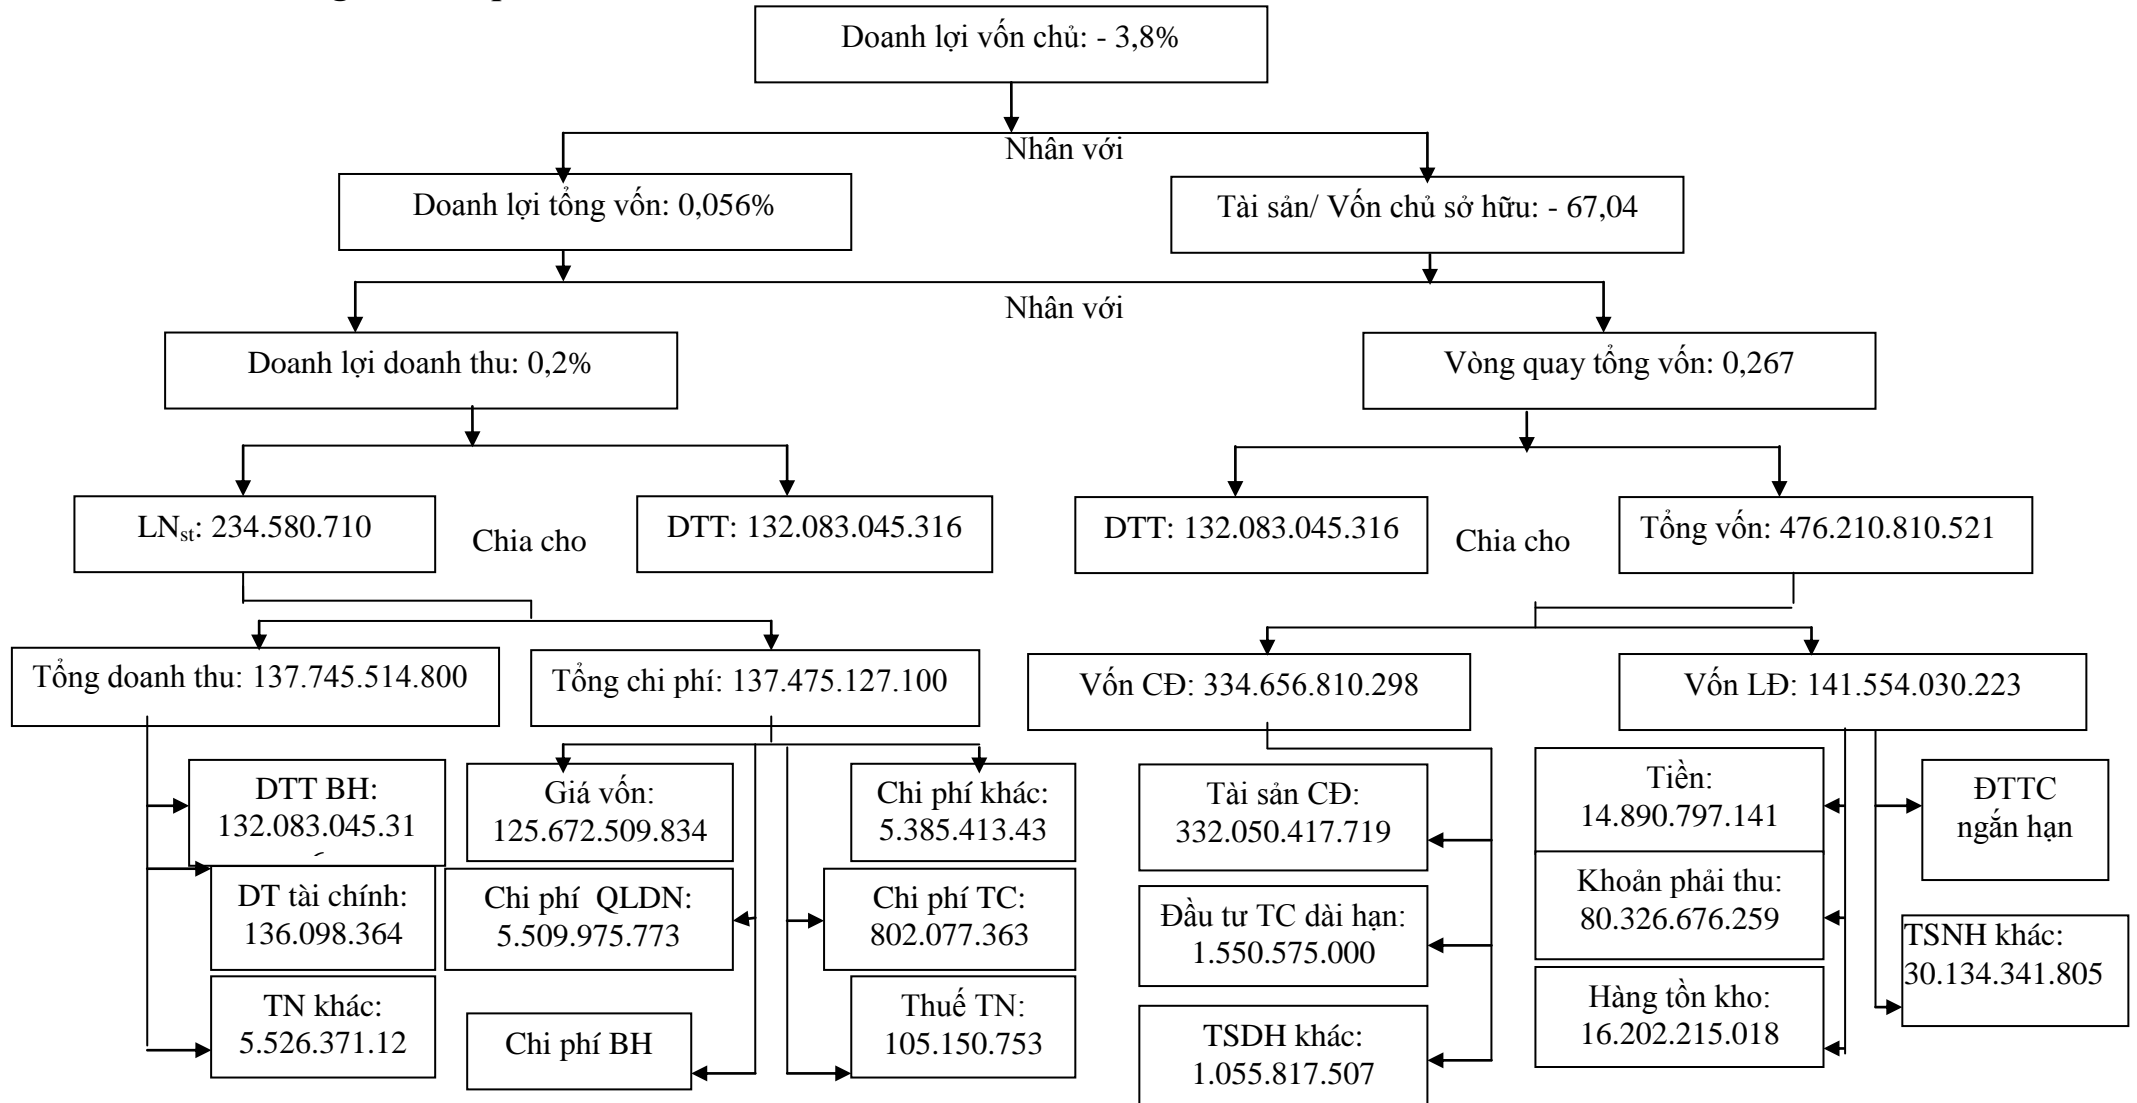 Doanh lợi vốn chủ: - 3,8%
Nhân với
Doanh lợi tổng vốn: 0,056%
Tài sản/ Vốn chủ sở hữu: - 67,04
Nhân với
Doanh lợi doanh thu: 0,2%
Vòng quay tổng vốn: 0,267
LNst: 234.580.710
Chia cho
DTT: 132.083.045.316
DTT: 132.083.045.316
Chia cho
Tổng vốn: 476.210.810.521
Tổng doanh thu: 137.745.514.800
Tổng chi phí: 137.475.127.100
Vốn CĐ: 334.656.810.298
Vốn LĐ: 141.554.030.223
DTT BH:
132.083.045.31
Giá vốn:
125.672.509.834
Chi phí khác:
5.385.413.43
Tài sản CĐ:
332.050.417.719
Tiền:
14.890.797.141
ĐTTC
ngắn hạn
DT tài chính:
136.098.364
Chi phí QLDN:
5.509.975.773
Chi phí TC:
802.077.363
Đầu tư TC dài hạn:
1.550.575.000
Khoản phải thu:
80.326.676.259
TSNH khác:
30.134.341.805
TN khác:
5.526.371.12
Chi phí BH
Thuế TN:
105.150.753
TSDH khác:
1.055.817.507
Hàng tồn kho:
16.202.215.018